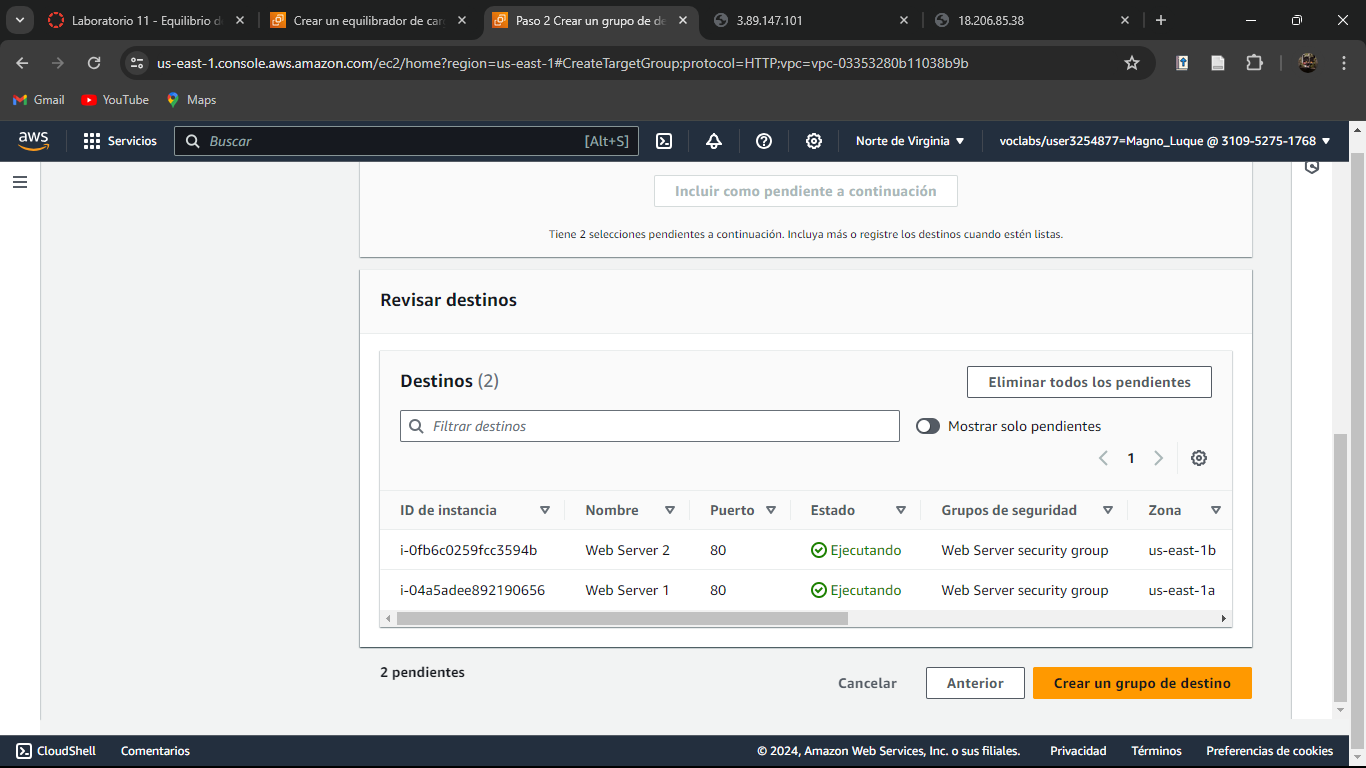 Laboratorio 11 - Equilibrio d
Crear un equilibrador de car
Paso 2 Crear un grupo de de
3.89.147.101
18.206.85.38
us-east-1.console.aws.amazon.com/ec2/home?region=us-east-1#CreateTargetGroup:protocol=HTTP;vpc=vpc-03353280b11038b9b
Gmail YouTube Maps
aws Servicios Buscar [Alt+S] Norte de Virginia voclabs/user3254877=Magno_Luque @ 3109-5275-1768
Incluir como pendiente a continuación
Tiene 2 selecciones pendientes a continuación. Incluya más o registre los destinos cuando estén listas.
Revisar destinos
Destinos (2) Eliminar todos los pendientes
Filtrar destinos Mostrar solo pendientes
1
ID de instancia Nombre Puerto Estado Grupos de seguridad Zona
i-0fb6c0259fcc3594b Web Server 2 80 Ejecutando Web Server security group us-east-1b
i-04a5adee892190656 Web Server 1 80 Ejecutando Web Server security group us-east-1a
2 pendientes Cancelar Anterior Crear un grupo de destino
CloudShell Comentarios © 2024, Amazon Web Services, Inc. o sus filiales. Privacidad Términos Preferencias de cookies